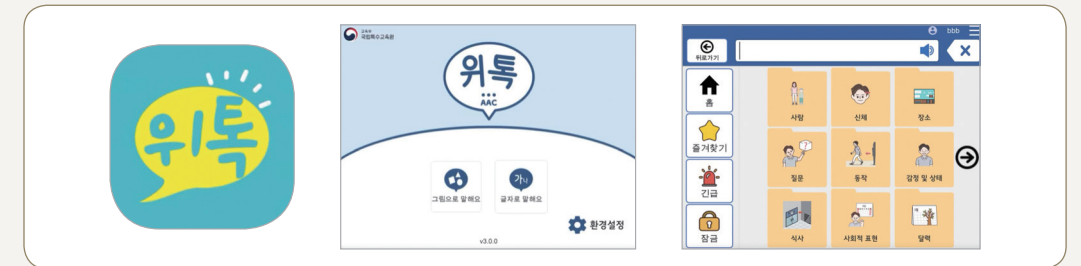 위톡
교육부
국립특수교육원
위톡
AAC
그림으로 말해요
가나
글자로 말해요
환경설정
v3.0.0
bbb
뒤로가기
홈
즐겨찾기
긴급
잠금
사람
신체
장소
질문
동작
감정 및 상태
식사
사회적 표현
달력